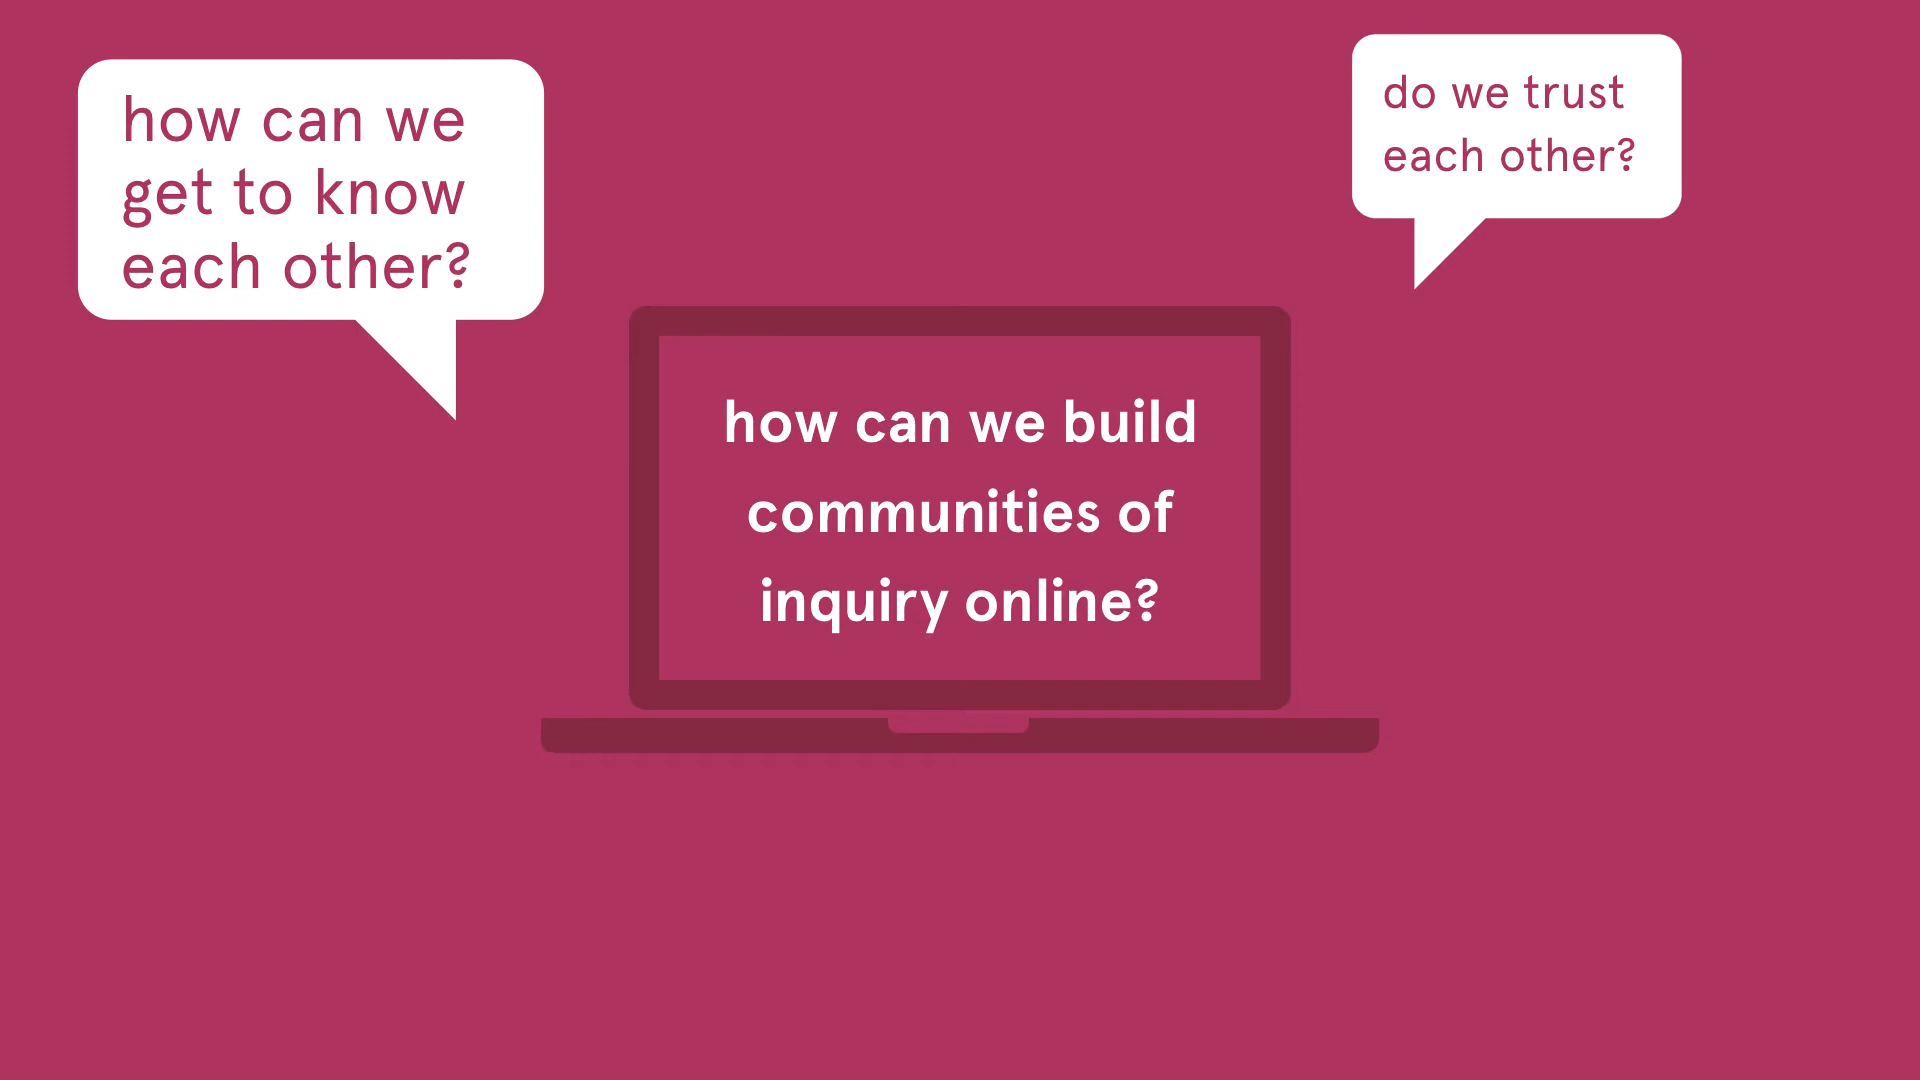 how can we
get to know
each other?
do we trust
each other?
how can we build
communities of
inquiry online?